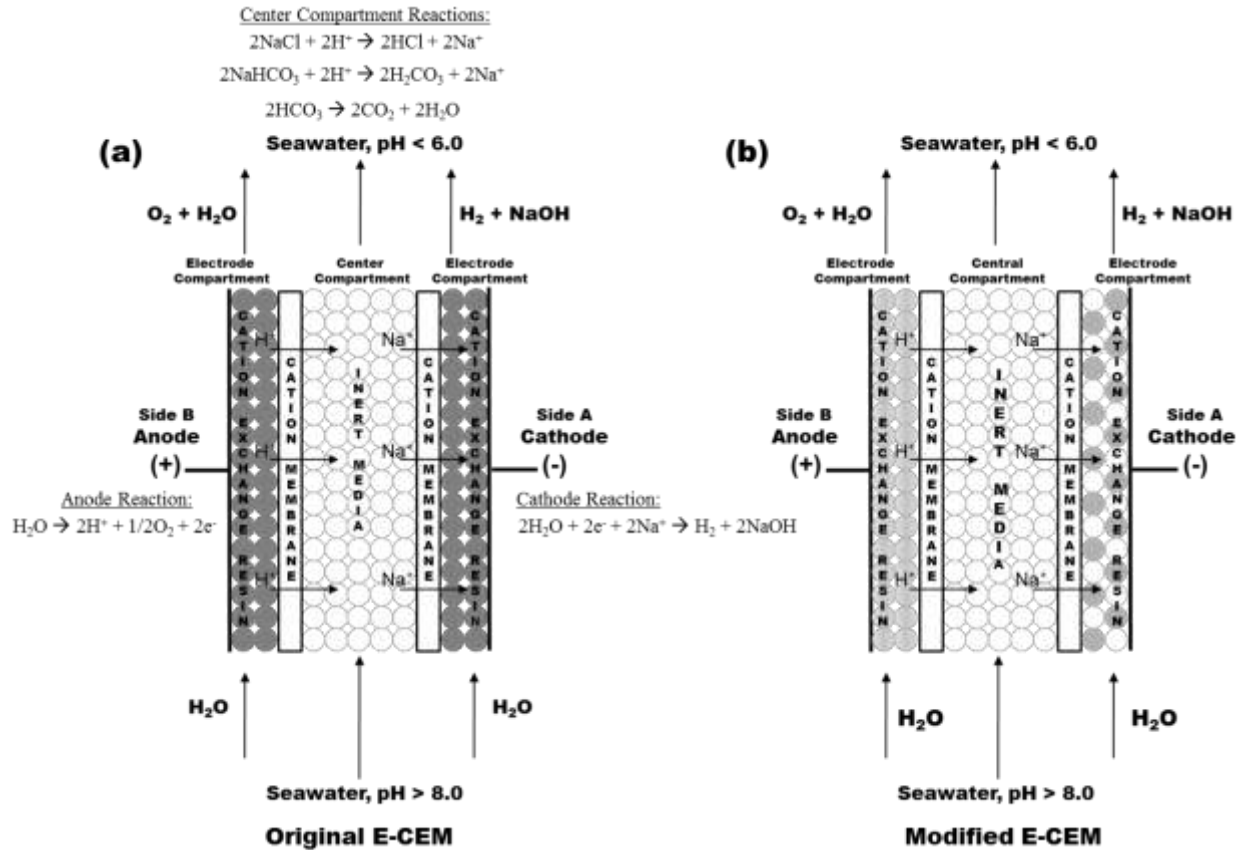 Center Compartment Reactions:
2NaCl + 2H⁺ → 2HCl + 2Na⁺
2NaHCO₃ + 2H⁺ → 2H₂CO₃ + 2Na⁺
2HCO₃ → 2CO₂ + 2H₂O
(a)
Seawater, pH < 6.0
O₂ + H₂O
H₂ + NaOH
Electrode Compartment
Center Compartment
Electrode Compartment
CATION EXCHANGE RESIN
H⁺
H⁺
H⁺
CATION MEMBRANE
INERT MEDIA
Na⁺
Na⁺
Na⁺
CATION MEMBRANE
CATION EXCHANGE RESIN
Side B
Anode
(+)
Anode Reaction:
H₂O → 2H⁺ + 1/2O₂ + 2e⁻
Side A
Cathode
(-)
Cathode Reaction:
2H₂O + 2e⁻ + 2Na⁺ → H₂ + 2NaOH
H₂O
H₂O
Seawater, pH > 8.0
Original E-CEM
(b)
Seawater, pH < 6.0
O₂ + H₂O
H₂ + NaOH
Electrode Compartment
Central Compartment
Electrode Compartment
CATION EXCHANGE RESIN
H⁺
H⁺
H⁺
CATION MEMBRANE
INERT MEDIA
Na⁺
Na⁺
Na⁺
CATION MEMBRANE
CATION EXCHANGE RESIN
Side B
Anode
(+)
Side A
Cathode
(-)
H₂O
H₂O
Seawater, pH > 8.0
Modified E-CEM